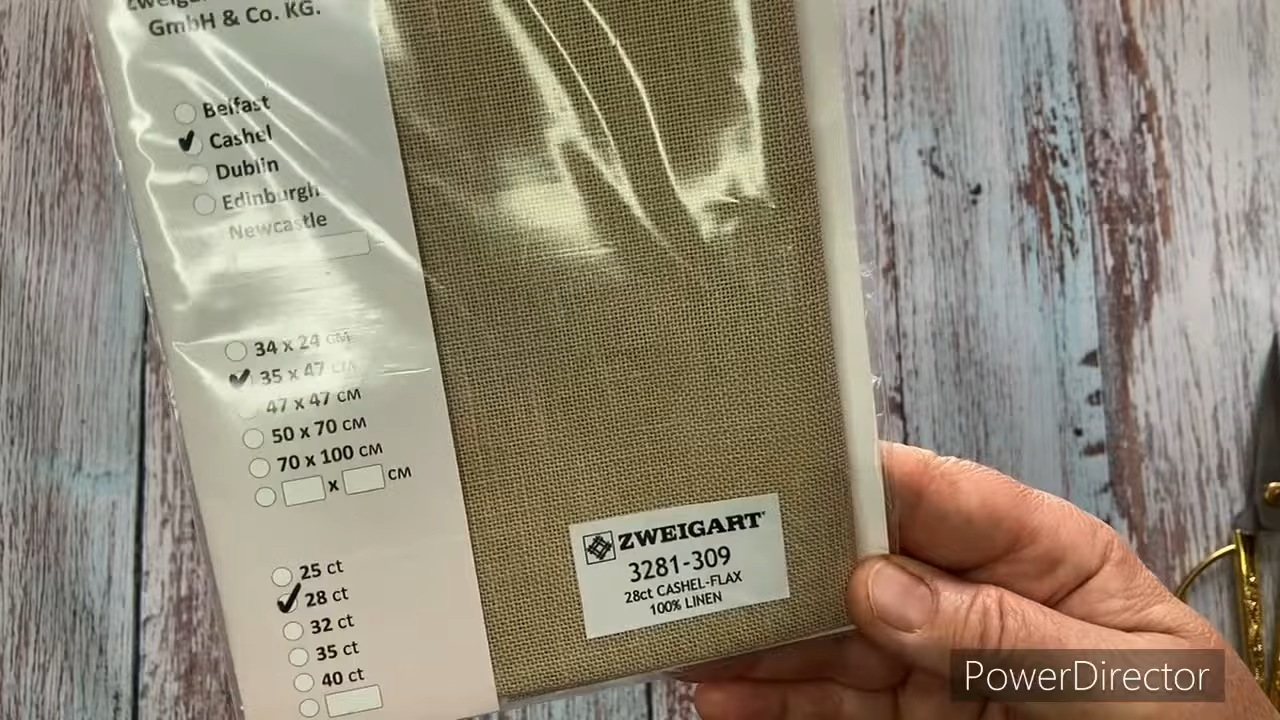 GmbH & Co. KG.
Belfast
Cashel
Dublin
Edinburgh
Newcastle
34 x 24 CM
35 x 47 CM
47 x 47 CM
50 x 70 CM
70 x 100 CM
x CM
25 ct
28 ct
32 ct
35 ct
40 ct
ZWEIGART
3281-309
28ct CASHEL-FLAX
100% LINEN
PowerDirector